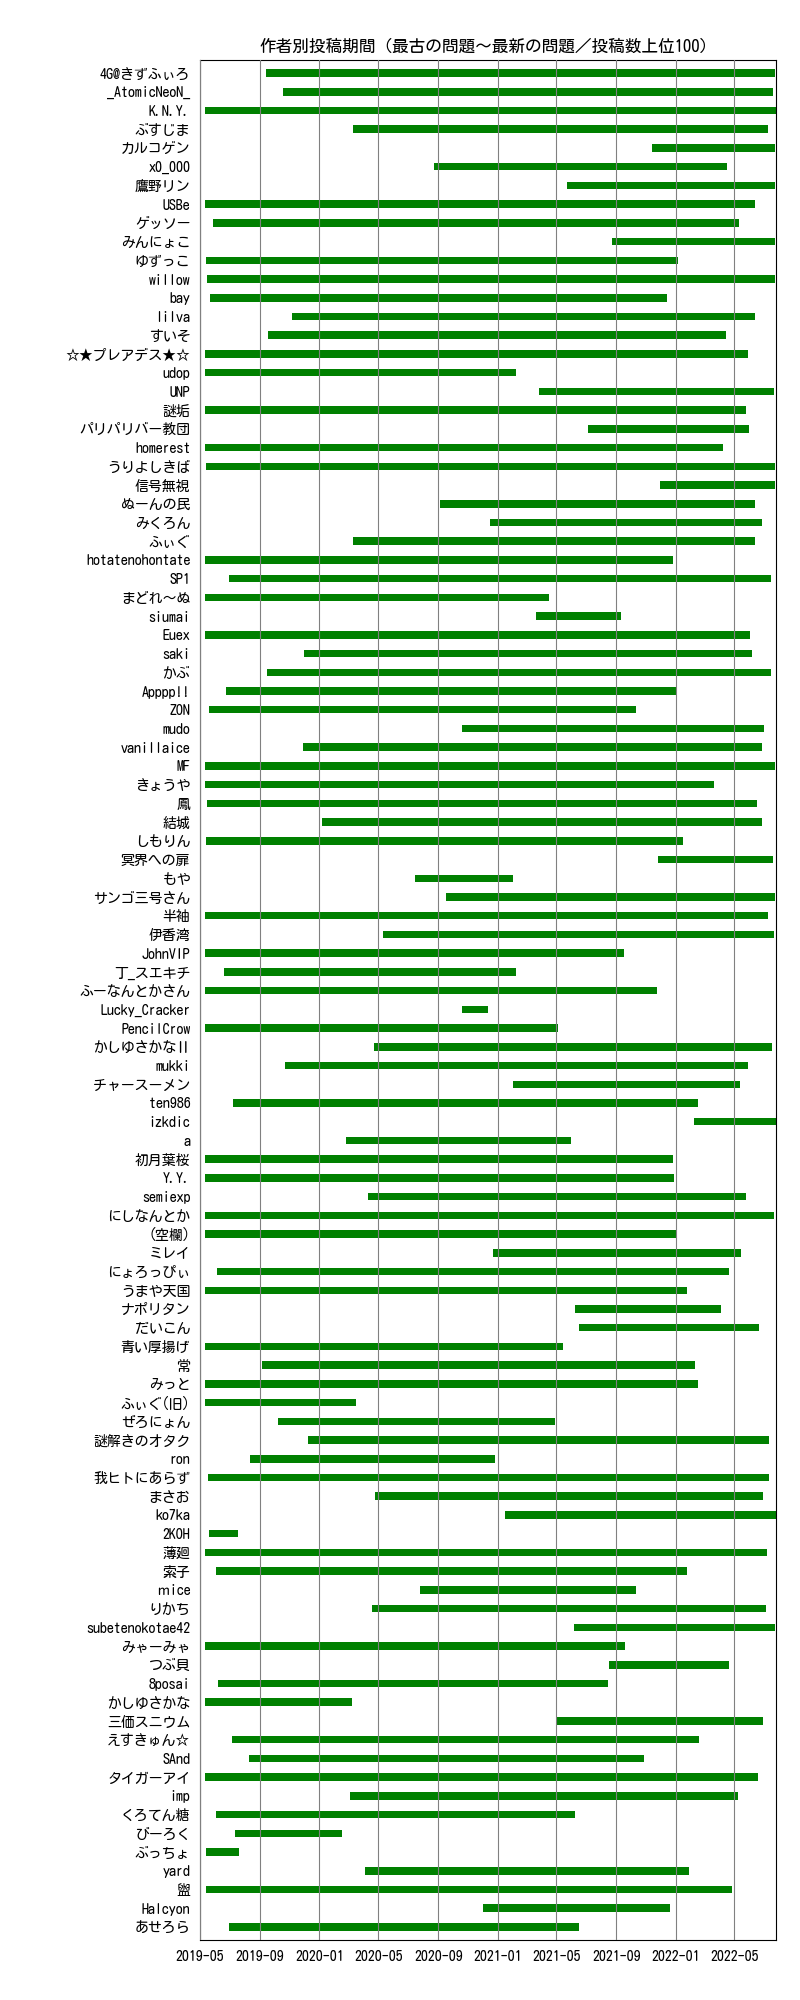 作者別投稿期間（最古の問題～最新の問題／投稿数上位100）
4G@きずふぃろ
_AtomicNeoN_
K.N.Y.
ぶすじま
カルコゲン
x0_000
鷹野リン
USBe
ゲッソー
みんにょこ
ゆずっこ
willow
bay
lilva
すいそ
☆★プレアデス★☆
udop
UNP
謎垢
パリパリバー教団
homerest
うりよしきば
信号無視
ぬーんの民
みくろん
ふぃぐ
hotatenohontate
SP1
まどれ～ぬ
siumai
Euex
saki
かぶ
AppppII
ZON
mudo
vanillaice
MF
きょうや
鳳
結城
しもりん
冥界への扉
もや
サンゴ三号さん
半袖
伊香湾
JohnVIP
丁_スエキチ
ふーなんとかさん
Lucky_Cracker
PencilCrow
かしゆさかなⅡ
mukki
チャースーメン
ten986
izkdic
a
初月葉桜
Y.Y.
semiexp
にしなんとか
(空欄)
ミレイ
にょろっぴぃ
うまや天国
ナポリタン
だいこん
青い厚揚げ
常
みっと
ふぃぐ(旧)
ぜろにょん
謎解きのオタク
ron
我ヒトにあらず
まさお
ko7ka
2KOH
薄廻
索子
mice
りかち
subetenokotae42
みゃーみゃ
つぶ貝
8posai
かしゆさかな
三価スニウム
えすきゅん☆
SAnd
タイガーアイ
imp
くろてん糖
ぴーろく
ぶっちょ
yard
盥
Halcyon
あせろら
2019-05 2019-09 2020-01 2020-05 2020-09 2021-01 2021-05 2021-09 2022-01 2022-05